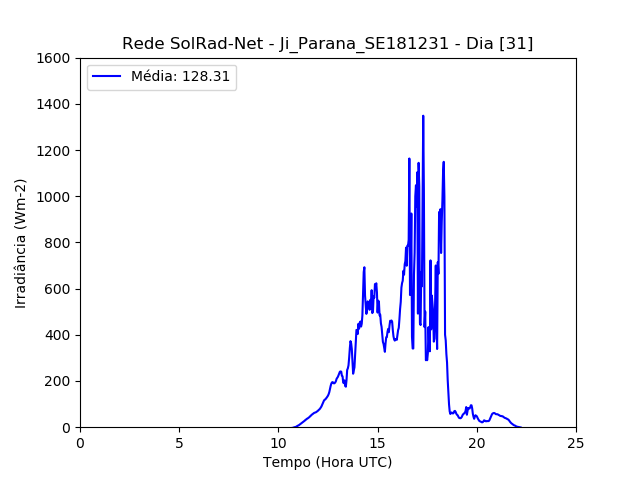 Rede SolRad-Net - Ji_Parana_SE181231 - Dia [31]
Média: 128.31
1600
1400
1200
1000
800
600
400
200
0
Irradiância (Wm-2)
0 5 10 15 20 25
Tempo (Hora UTC)